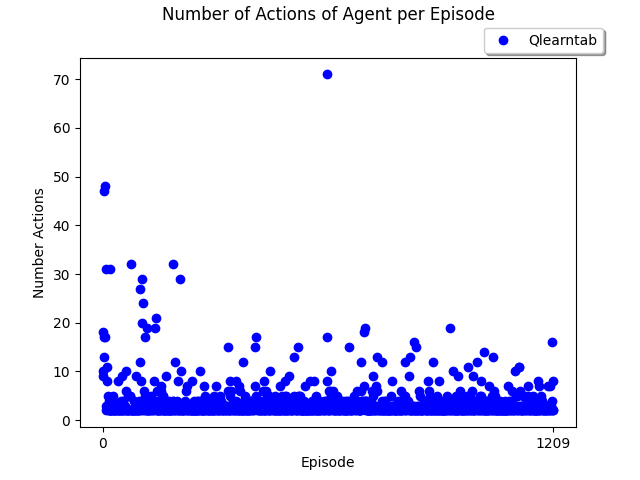 Number of Actions of Agent per Episode
Qlearntab
70
60
50
40
30
20
10
0
Number Actions
0 1209
Episode